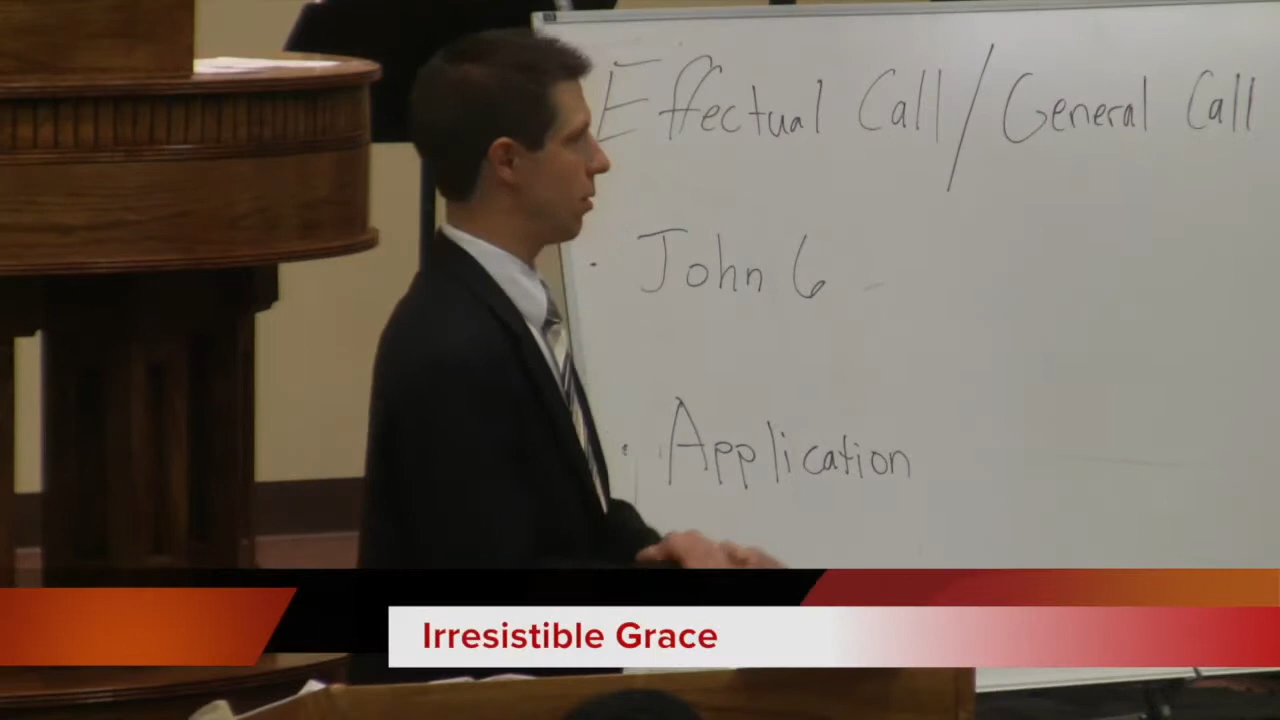 Effectual Call / General Call
· John 6
· Application
Irresistible Grace